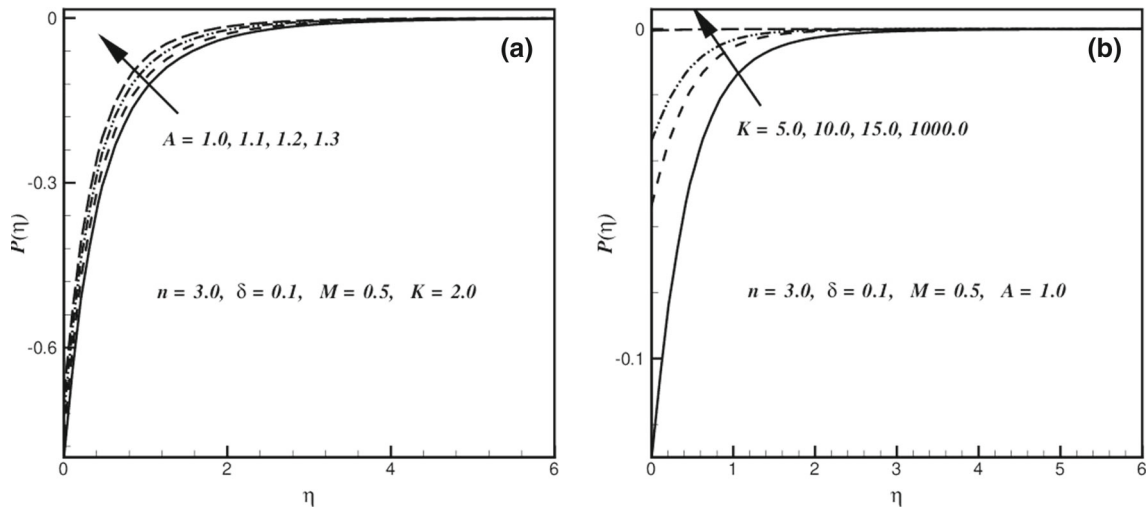 0
-0.3
-0.6
P(η)
0 2 4 6
η
(a)
A = 1.0, 1.1, 1.2, 1.3
n = 3.0, δ = 0.1, M = 0.5, K = 2.0
0
-0.1
P(η)
0 1 2 3 4 5 6
η
(b)
K = 5.0, 10.0, 15.0, 1000.0
n = 3.0, δ = 0.1, M = 0.5, A = 1.0